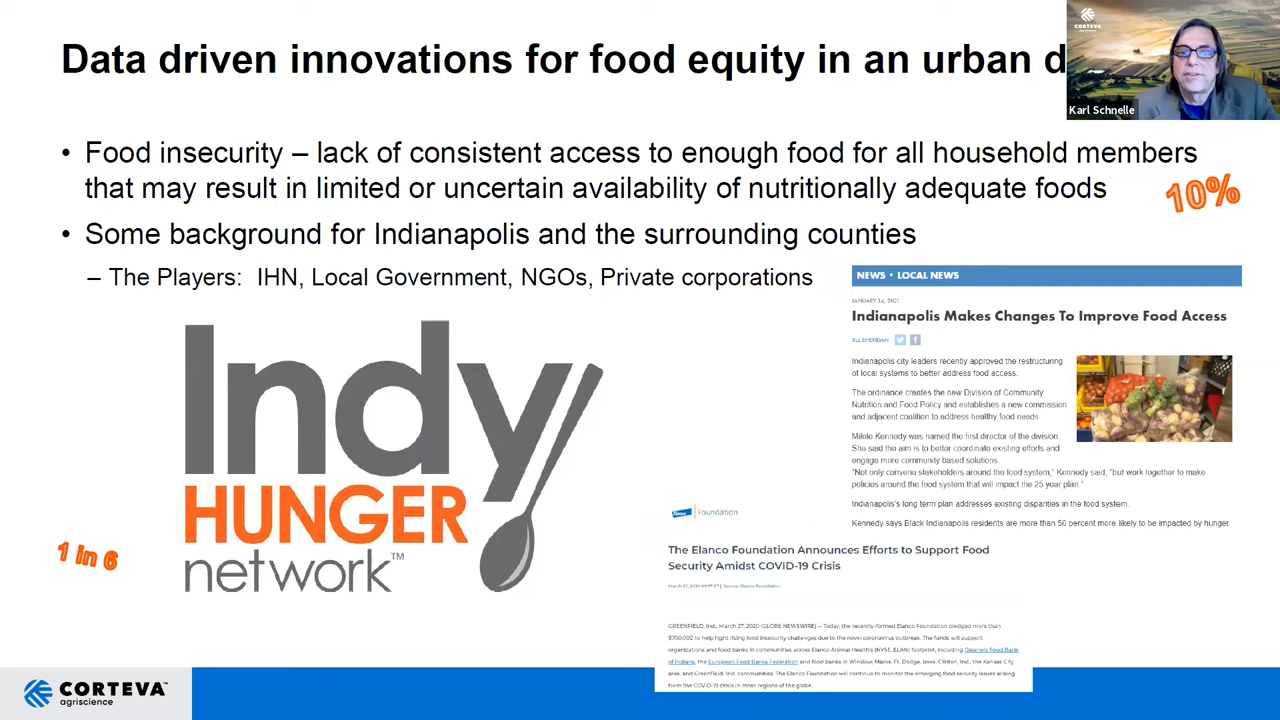 Data driven innovations for food equity in an urban d
CORTEVA
agriscience
Karl Schnelle
• Food insecurity – lack of consistent access to enough food for all household members
that may result in limited or uncertain availability of nutritionally adequate foods
10%
• Some background for Indianapolis and the surrounding counties
– The Players: IHN, Local Government, NGOs, Private corporations
Indy
HUNGER
network™
1 in 6
NEWS • LOCAL NEWS
JANUARY 14, 2021
Indianapolis Makes Changes To Improve Food Access
JILL SHERIDAN
Indianapolis city leaders recently approved the restructuring
of local systems to better address food access.
The ordinance creates the new Division of Community
Nutrition and Food Policy and establishes a new commission
and adjacent coalition to address healthy food needs
Milele Kennedy was named the first director of the division.
She said the aim is to better coordinate existing efforts and
engage more community based solutions.
"Not only convene stakeholders around the food system," Kennedy said, "but work together to make
policies around the food system that will impact the 25 year plan."
Indianapolis's long term plan addresses existing disparities in the food system.
Kennedy says Black Indianapolis residents are more than 50 percent more likely to be impacted by hunger.
Elanco Foundation
The Elanco Foundation Announces Efforts to Support Food
Security Amidst COVID-19 Crisis
March 27, 2020 | Source: Elanco Foundation
GREENFIELD, Ind., March 27, 2020 (GLOBE NEWSWIRE) -- Today, the recently-formed Elanco Foundation pledged more than
$700,000 to help fight rising food insecurity challenges due to the novel coronavirus outbreak. The funds will support
organizations and food banks in communities across Elanco Animal Health's (NYSE: ELAN) footprint, including Gleaners Food Bank
of Indiana, the European Food Banks Federation and food banks in Winslow, Maine, Ft. Dodge, Iowa, Clinton, Ind., the Kansas City
area, and Greenfield, Ind. communities. The Elanco Foundation will continue to monitor the emerging food security issues arising
from the COVID-19 crisis in other regions of the globe.
CORTEVA™
agriscience